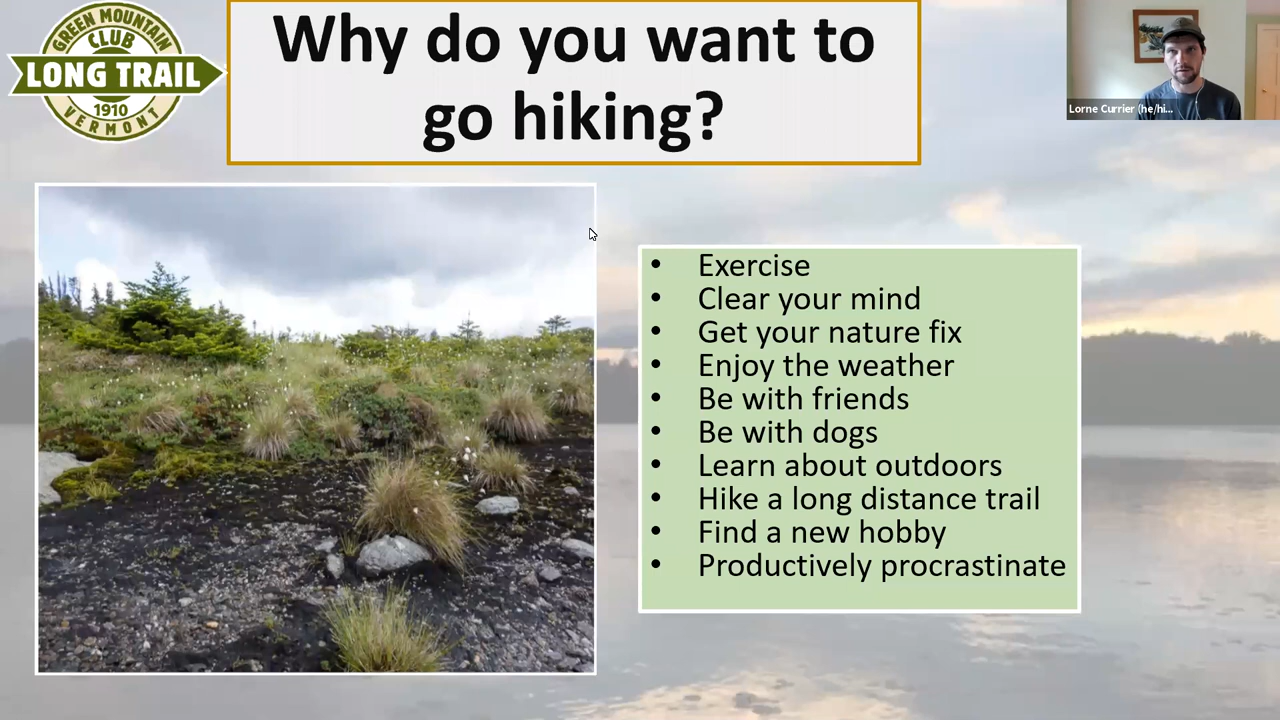 GREEN MOUNTAIN
CLUB
LONG TRAIL
1910
VERMONT
Why do you want to
go hiking?
Lorne Currier (he/hi...
• Exercise
• Clear your mind
• Get your nature fix
• Enjoy the weather
• Be with friends
• Be with dogs
• Learn about outdoors
• Hike a long distance trail
• Find a new hobby
• Productively procrastinate